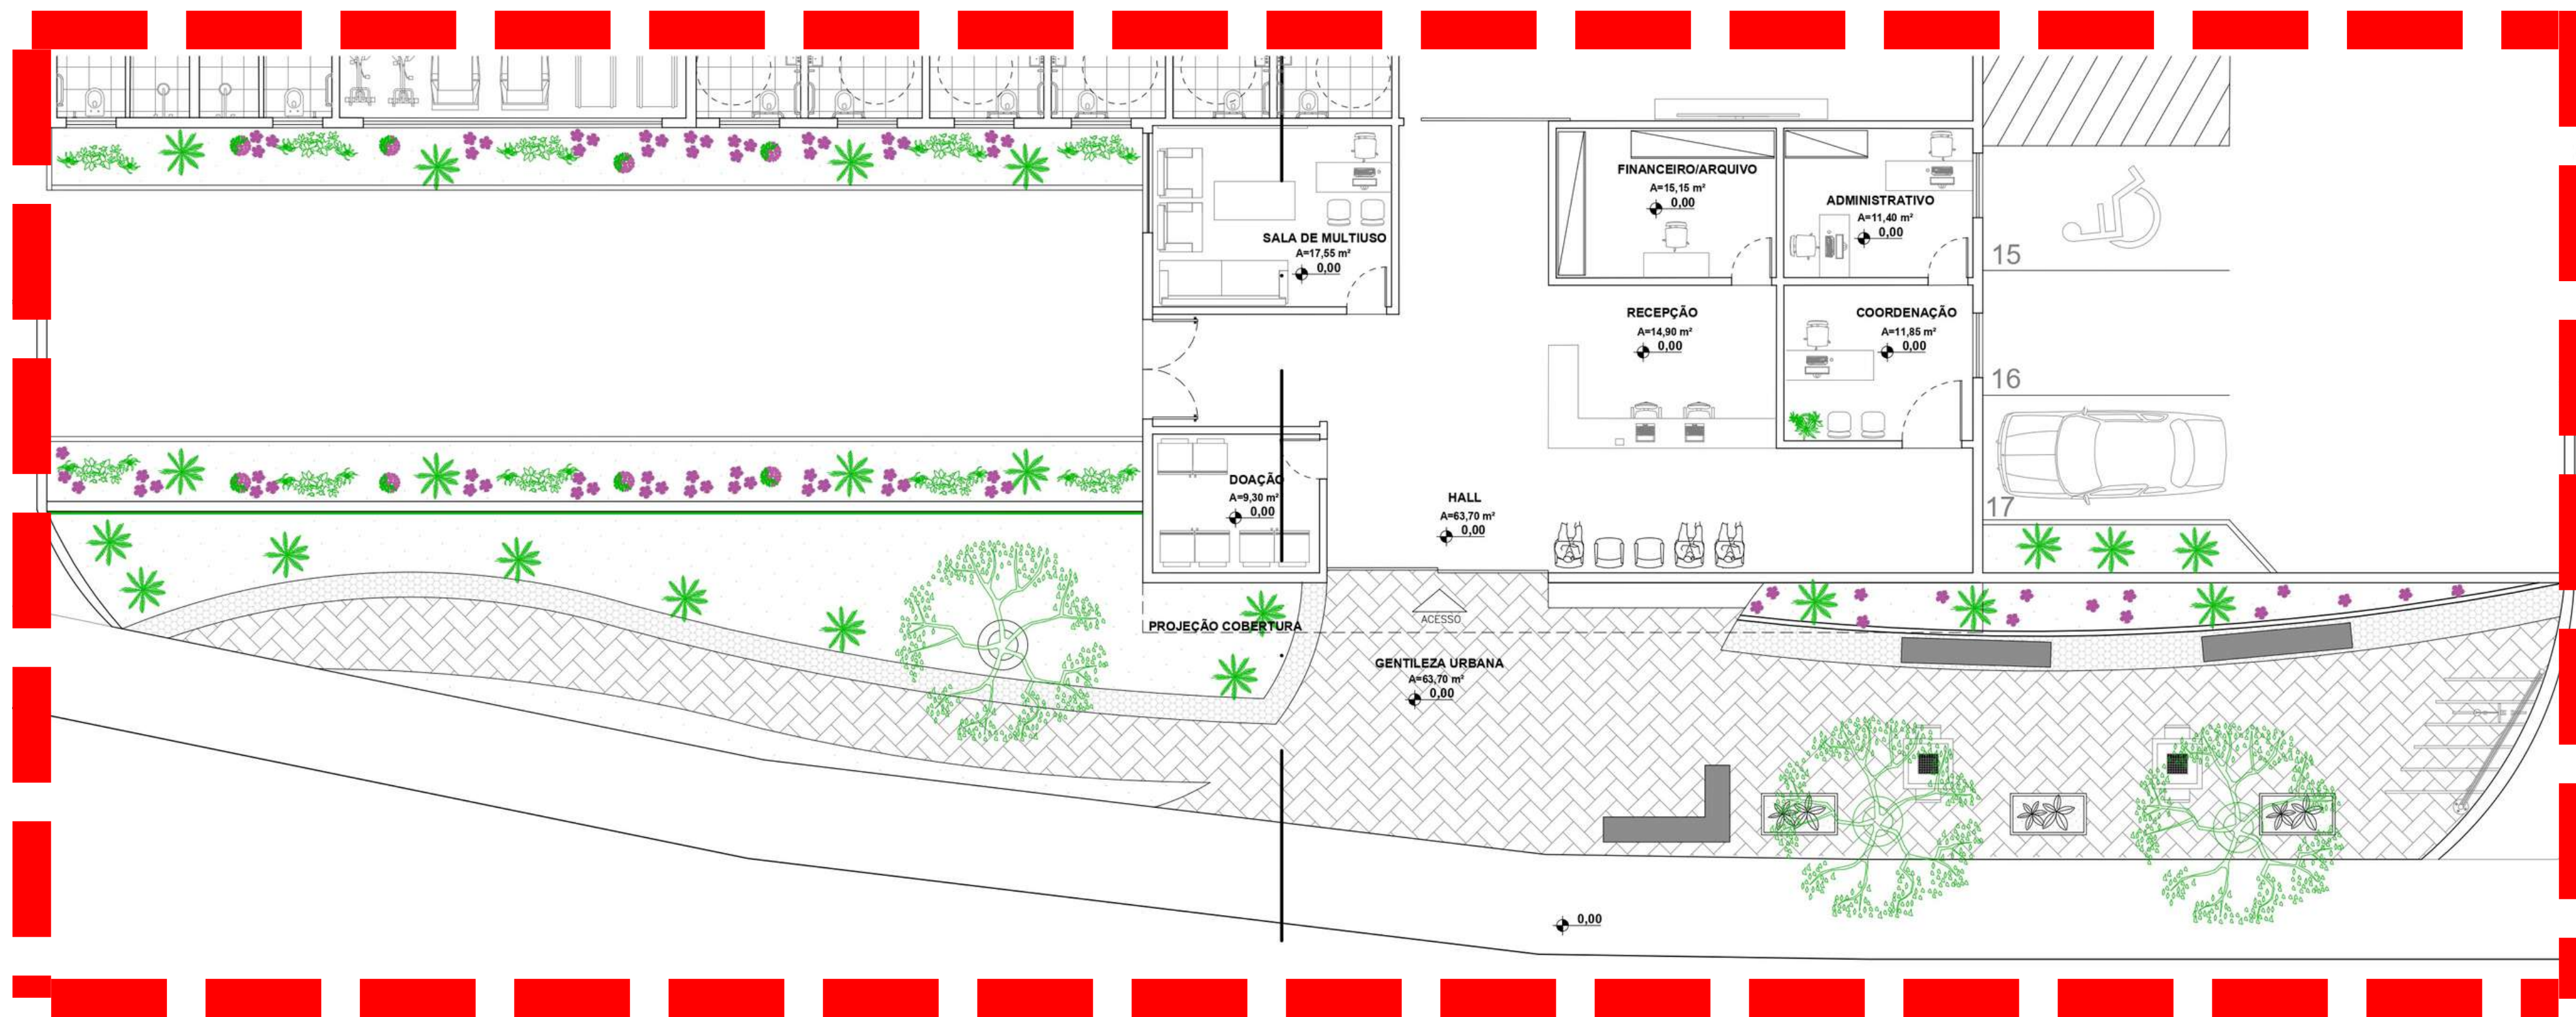 FINANCEIRO/ARQUIVO
A=15,15 m²
0,00
ADMINISTRATIVO
A=11,40 m²
0,00
SALA DE MULTIUSO
A=17,55 m²
0,00
15
RECEPÇÃO
A=14,90 m²
0,00
COORDENAÇÃO
A=11,85 m²
0,00
16
DOAÇÃO
A=9,30 m²
0,00
HALL
A=63,70 m²
0,00
17
ACESSO
PROJEÇÃO COBERTURA
GENTILEZA URBANA
A=63,70 m²
0,00
0,00